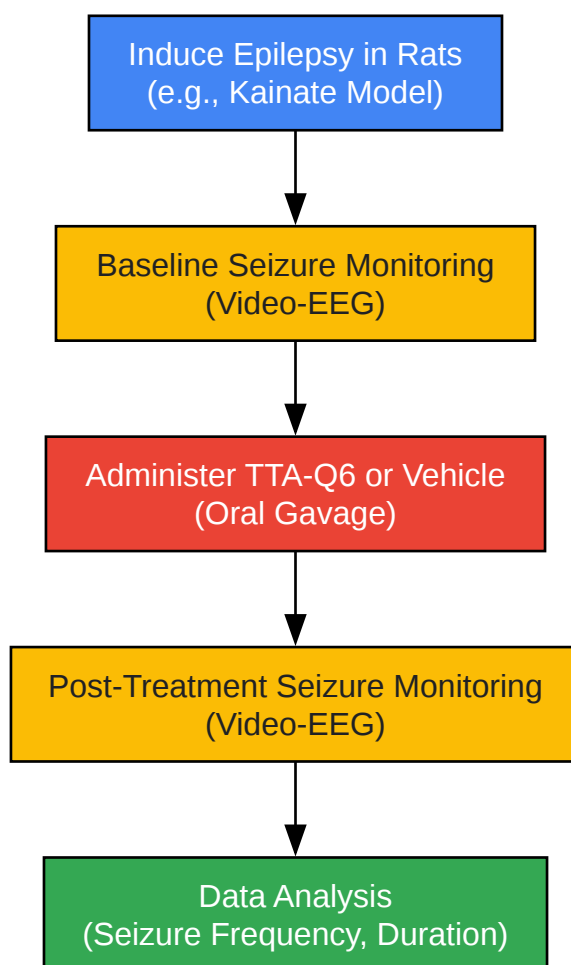 Induce Epilepsy in Rats
(e.g., Kainate Model)
Baseline Seizure Monitoring
(Video-EEG)
Administer TTA-Q6 or Vehicle
(Oral Gavage)
Post-Treatment Seizure Monitoring
(Video-EEG)
Data Analysis
(Seizure Frequency, Duration)